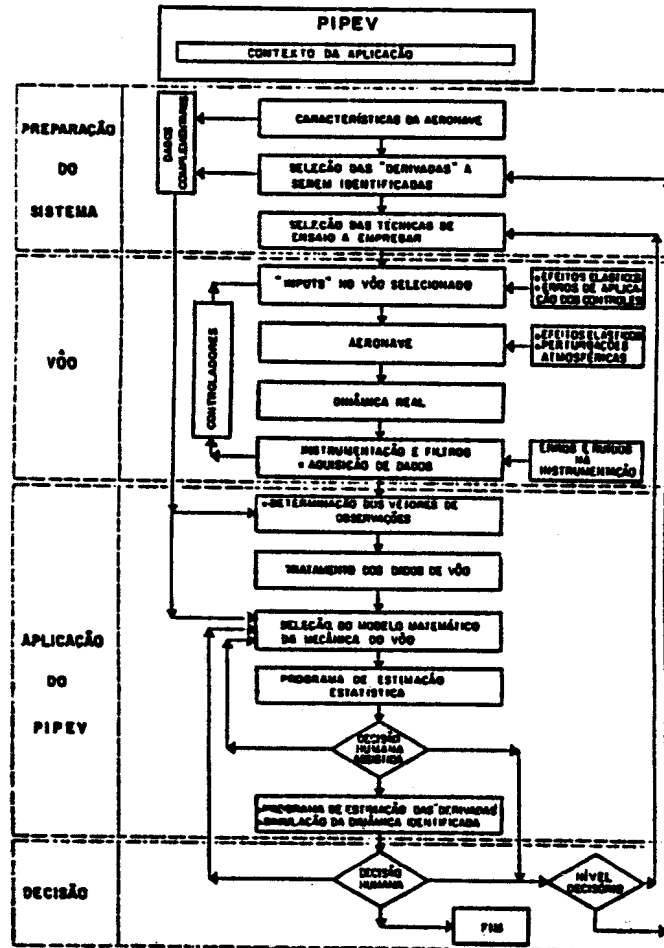 PIPEV
CONTEXTO DA APLICAÇÃO
PREPARAÇÃO
DO
SISTEMA
DADOS
COMPLEMENTARES
CARACTERÍSTICAS DA AERONAVE
SELEÇÃO DAS "DERIVADAS" A
SEREM IDENTIFICADAS
SELEÇÃO DAS TÉCNICAS DE
ENSAIO A EMPREGAR
VÔO
CONTROLADORES
"INPUTS" NO VÔO SELECIONADO
• EFEITOS ELÁSTICOS
• ERROS DE APLICA-
ÇÃO DOS CONTROLES
AERONAVE
• EFEITOS ELÁSTICOS
• PERTURBAÇÕES
ATMOSFÉRICAS
DINÂMICA REAL
INSTRUMENTAÇÃO E FILTROS
• AQUISIÇÃO DE DADOS
ERROS E RUÍDOS
NA
INSTRUMENTAÇÃO
APLICAÇÃO
DO
PIPEV
• DETERMINAÇÃO DOS VETORES DE
OBSERVAÇÕES
TRATAMENTO DOS DADOS DE VÔO
SELEÇÃO DO MODELO MATEMÁTICO
DA MECÂNICA DO VÔO
PROGRAMA DE ESTIMAÇÃO
ESTATÍSTICA
DECISÃO
HUMANA
ASSISTIDA
• PROGRAMA DE ESTIMAÇÃO DAS DERIVADAS
• SIMULAÇÃO DA DINÂMICA IDENTIFICADA
DECISÃO
DECISÃO
HUMANA
NÍVEL
DECISÓRIO
FIM